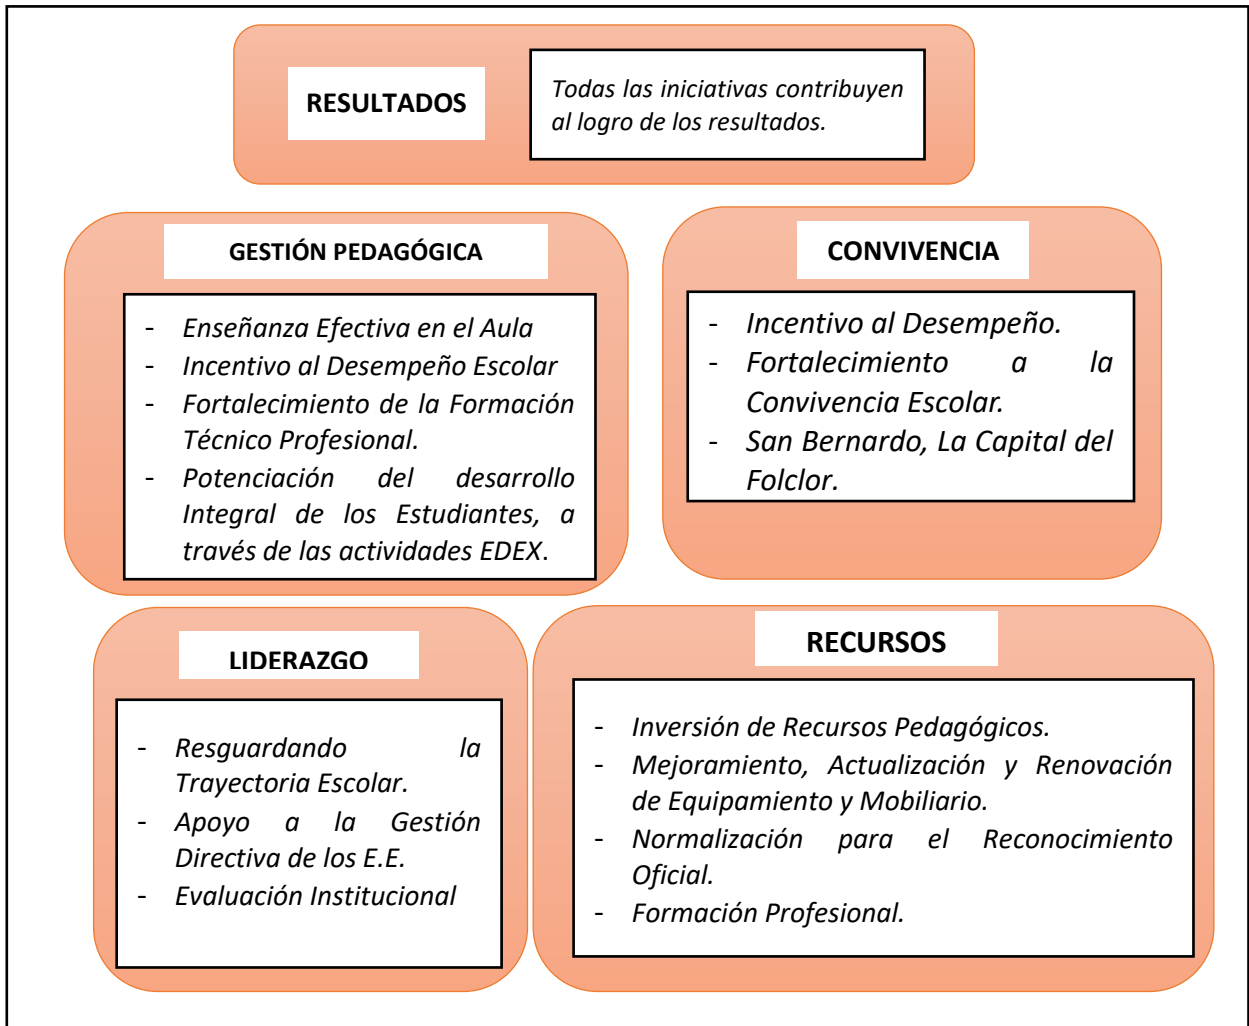 RESULTADOS
Todas las iniciativas contribuyen
al logro de los resultados.
GESTIÓN PEDAGÓGICA
- Enseñanza Efectiva en el Aula
- Incentivo al Desempeño Escolar
- Fortalecimiento de la Formación
Técnico Profesional.
- Potenciación del desarrollo
Integral de los Estudiantes, a
través de las actividades EDEX.
CONVIVENCIA
- Incentivo al Desempeño.
- Fortalecimiento a la
Convivencia Escolar.
- San Bernardo, La Capital del
Folclor.
LIDERAZGO
- Resguardando la
Trayectoria Escolar.
- Apoyo a la Gestión
Directiva de los E.E.
- Evaluación Institucional
RECURSOS
- Inversión de Recursos Pedagógicos.
- Mejoramiento, Actualización y Renovación
de Equipamiento y Mobiliario.
- Normalización para el Reconocimiento
Oficial.
- Formación Profesional.